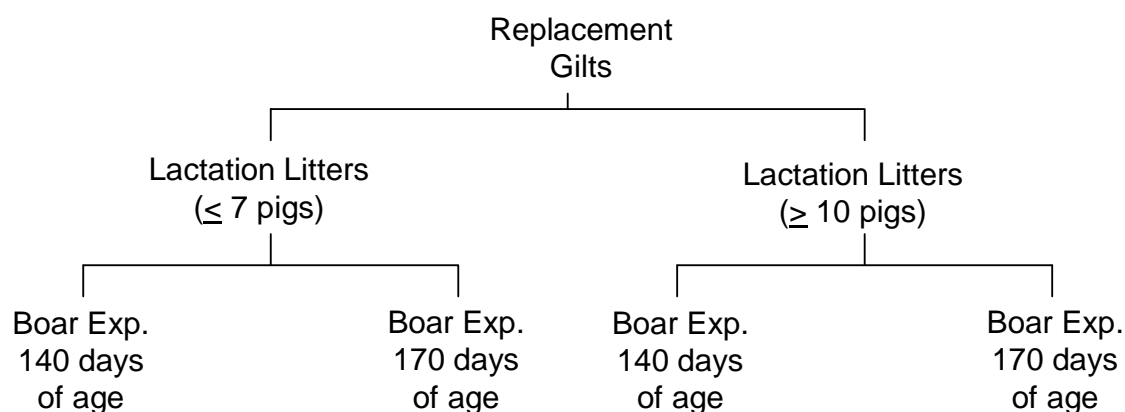 Replacement
Gilts
Lactation Litters
(≤ 7 pigs)
Lactation Litters
(≥ 10 pigs)
Boar Exp.
140 days
of age
Boar Exp.
170 days
of age
Boar Exp.
140 days
of age
Boar Exp.
170 days
of age